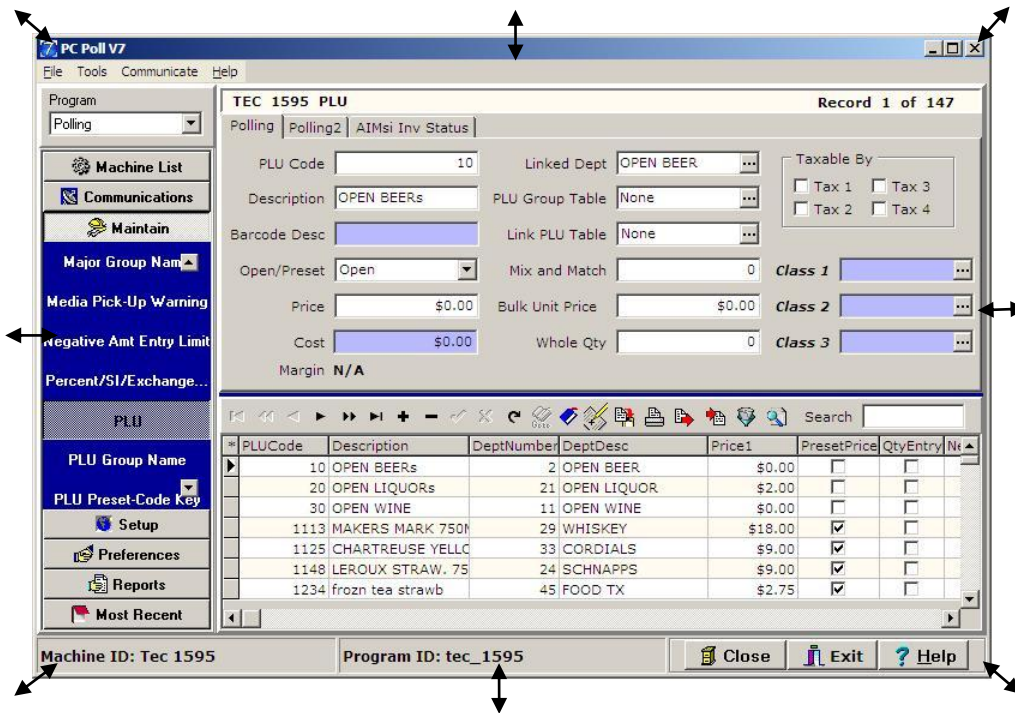 PC Poll V7
File Tools Communicate Help
Program
Polling
Machine List
Communications
Maintain
Major Group Nam
Media Pick-Up Warning
Negative Amt Entry Limit
Percent/SI/Exchange...
PLU
PLU Group Name
PLU Preset-Code Key
Setup
Preferences
Reports
Most Recent
TEC 1595 PLU Record 1 of 147
Polling Polling2 AIMsi Inv Status
PLU Code 10 Linked Dept OPEN BEER ... Taxable By
Tax 1 Tax 3
Description OPEN BEERs PLU Group Table None ...
Tax 2 Tax 4
Barcode Desc Link PLU Table None ...
Open/Preset Open Mix and Match 0 Class 1 ...
Price $0.00 Bulk Unit Price $0.00 Class 2 ...
Cost $0.00 Whole Qty 0 Class 3 ...
Margin N/A
Search
* PLUCode Description DeptNumber DeptDesc Price1 PresetPrice QtyEntry Ne
10 OPEN BEERs 2 OPEN BEER $0.00
20 OPEN LIQUORs 21 OPEN LIQUOR $2.00
30 OPEN WINE 11 OPEN WINE $0.00
1113 MAKERS MARK 750M 29 WHISKEY $18.00
1125 CHARTREUSE YELLO 33 CORDIALS $9.00
1148 LEROUX STRAW. 75 24 SCHNAPPS $9.00
1234 frozn tea strawb 45 FOOD TX $2.75
Machine ID: Tec 1595 Program ID: tec_1595 Close Exit Help